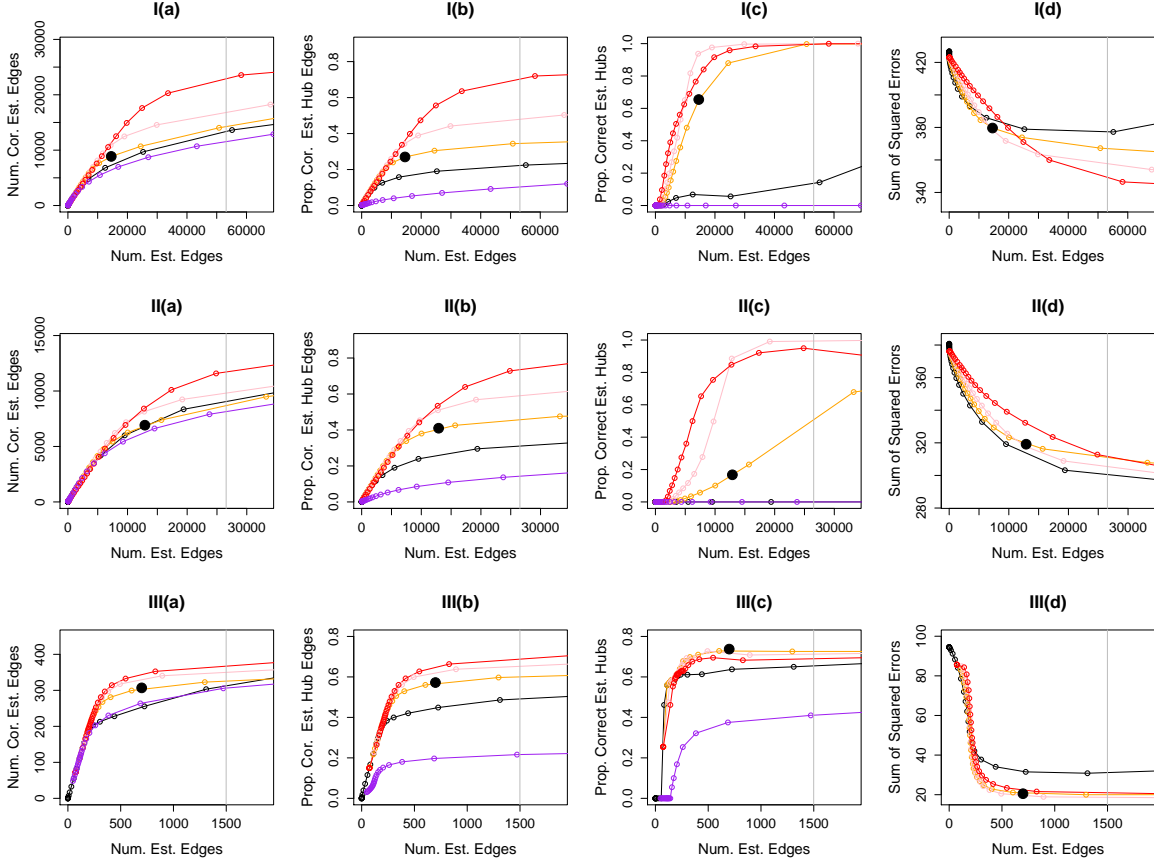 I(a)
Num. Cor. Est. Edges
0 10000 20000 30000
0 20000 40000 60000
Num. Est. Edges
I(b)
Prop. Cor. Est. Hub Edges
0.0 0.2 0.4 0.6 0.8
0 20000 40000 60000
Num. Est. Edges
I(c)
Prop. Correct Est. Hubs
0.0 0.2 0.4 0.6 0.8 1.0
0 20000 40000 60000
Num. Est. Edges
I(d)
Sum of Squared Errors
340 380 420
0 20000 40000 60000
Num. Est. Edges
II(a)
Num. Cor. Est. Edges
0 5000 10000 15000
0 10000 20000 30000
Num. Est. Edges
II(b)
Prop. Cor. Est. Hub Edges
0.0 0.2 0.4 0.6 0.8
0 10000 20000 30000
Num. Est. Edges
II(c)
Prop. Correct Est. Hubs
0.0 0.2 0.4 0.6 0.8 1.0
0 10000 20000 30000
Num. Est. Edges
II(d)
Sum of Squared Errors
280 320 360
0 10000 20000 30000
Num. Est. Edges
III(a)
Num. Cor. Est. Edges
0 100 200 300 400
0 500 1000 1500
Num. Est. Edges
III(b)
Prop. Cor. Est. Hub Edges
0.0 0.2 0.4 0.6 0.8
0 500 1000 1500
Num. Est. Edges
III(c)
Prop. Correct Est. Hubs
0.0 0.2 0.4 0.6 0.8
0 500 1000 1500
Num. Est. Edges
III(d)
Sum of Squared Errors
20 40 60 80 100
0 500 1000 1500
Num. Est. Edges